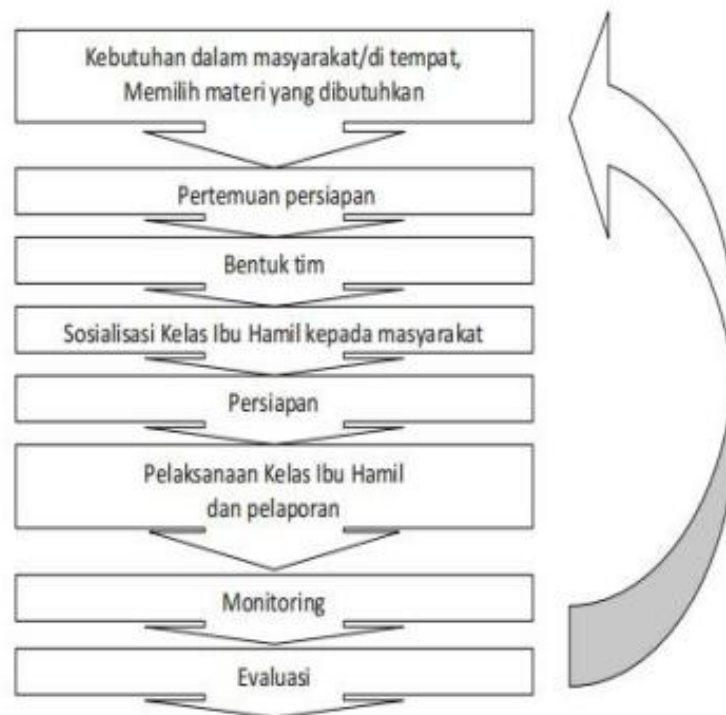 Kebutuhan dalam masyarakat/di tempat,
Memilih materi yang dibutuhkan
Pertemuan persiapan
Bentuk tim
Sosialisasi Kelas Ibu Hamil kepada masyarakat
Persiapan
Pelaksanaan Kelas Ibu Hamil
dan pelaporan
Monitoring
Evaluasi